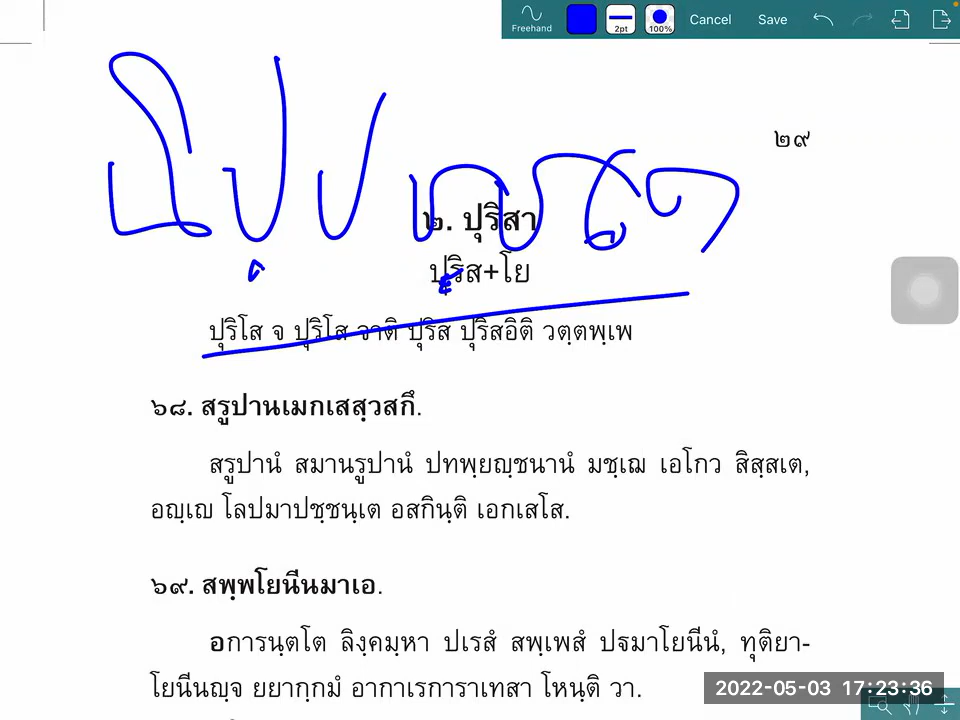 Freehand 2pt 100% Cancel Save
๒๙
๒. ปุริสา
ปุริส+โย
ปุริโส จ ปุริโส จาติ ปุริส ปุริสอิติ วตฺตพฺเพ
๖๘. สรูปานเมกเสสฺวสกึ.
สรูปานํ สมานรูปานํ ปทพฺยญฺชนานํ มชฺเฌ เอโกว สิสฺสเต,
อญฺเญ โลปมาปชฺชนฺเต อสกินฺติ เอกเสโส.
๖๙. สพฺพโยนีนมาเอ.
อการนฺตโต ลิงฺคมฺหา ปเรสํ สพฺเพสํ ปฐมาโยนีนํ, ทุติยา-
โยนีนญฺจ ยถากฺกมํ อาการเอการาเทสา โหนฺติ วา.
2022-05-03 17:23:36